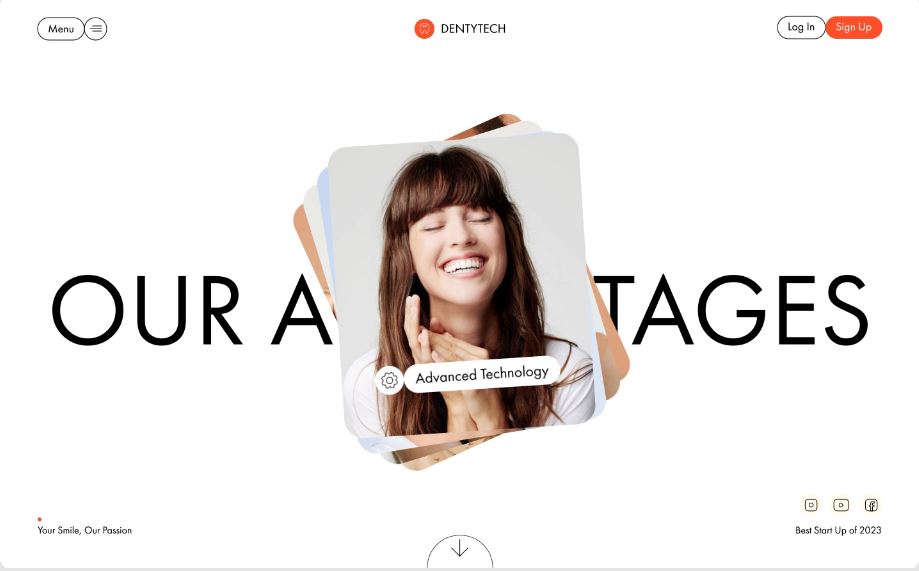 Menu
DENTYTECH
Log In
Sign Up
OUR A TAGES
Advanced Technology
Your Smile, Our Passion
Best Start Up of 2023